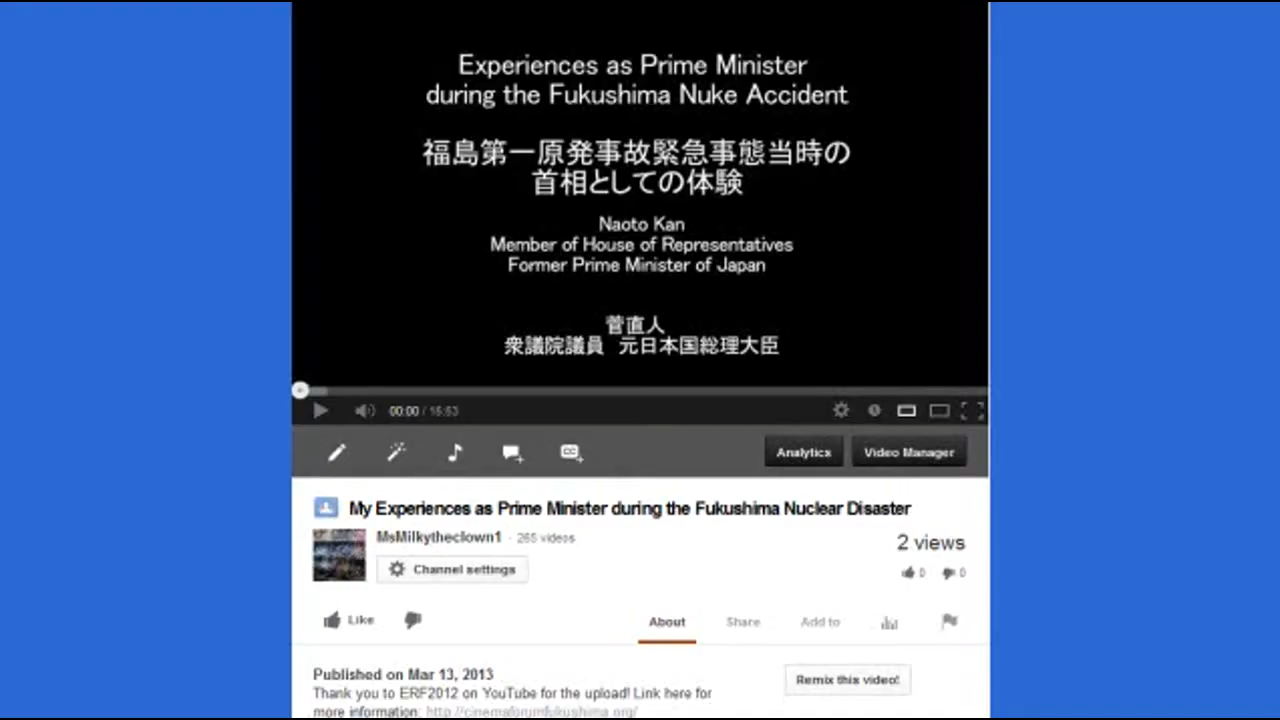 Experiences as Prime Minister
during the Fukushima Nuke Accident
福島第一原発事故緊急事態当時の
首相としての体験
Naoto Kan
Member of House of Representatives
Former Prime Minister of Japan
菅直人
衆議院議員 元日本国総理大臣
00:00 / 15:53
Analytics Video Manager
My Experiences as Prime Minister during the Fukushima Nuclear Disaster
MsMilkytheclown1 · 265 videos
2 views
Channel settings
0 0
Like About Share Add to
Published on Mar 13, 2013
Remix this video!
Thank you to ERF2012 on YouTube for the upload! Link here for
more information: http://cinemaforumfukushima.org/